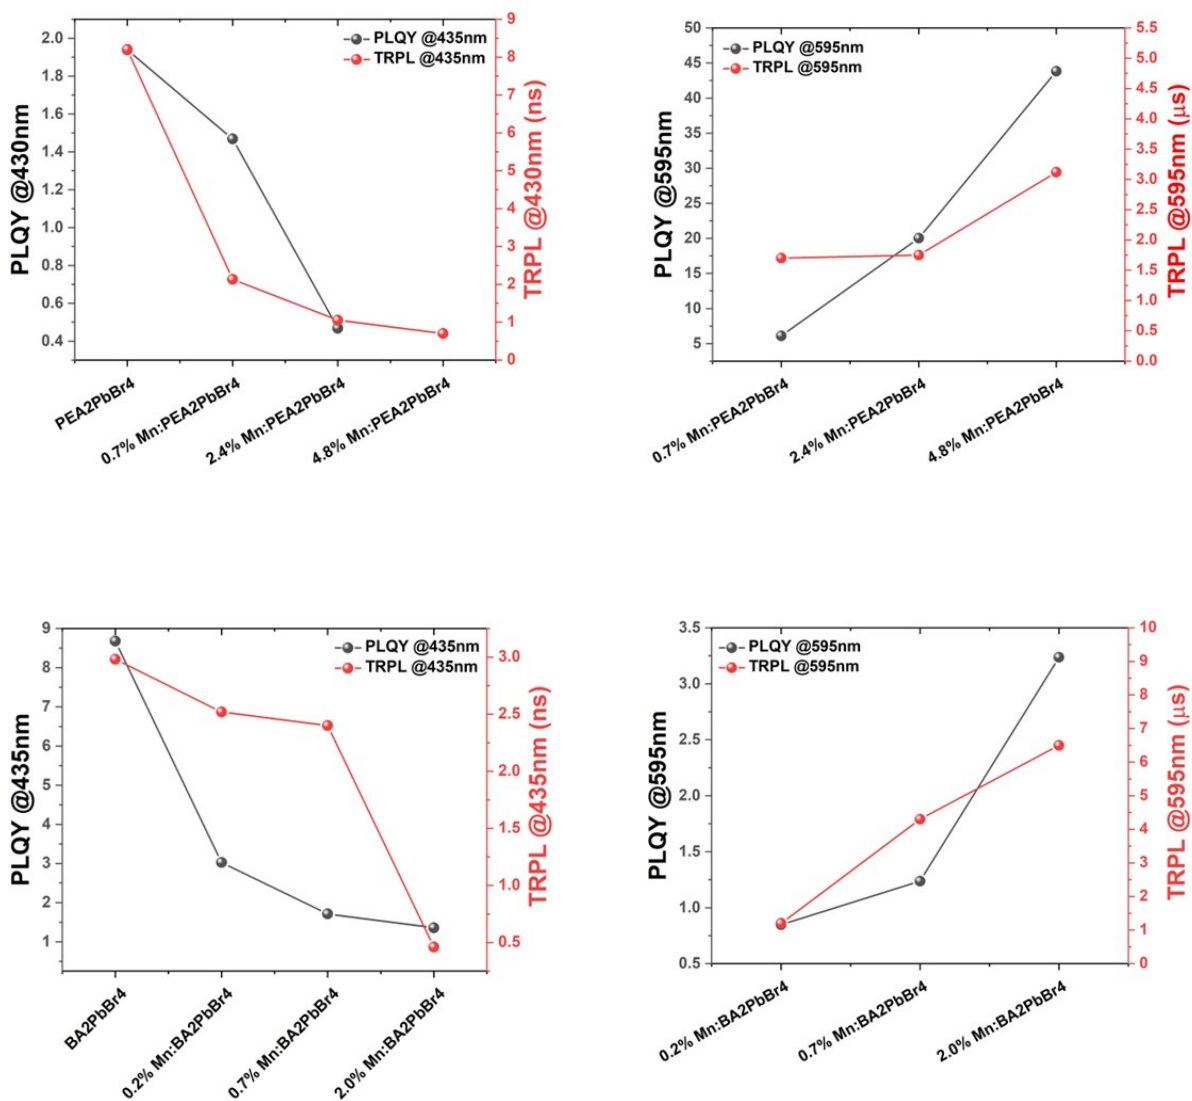 PLQY @430nm
2.0
1.8
1.6
1.4
1.2
1.0
0.8
0.6
0.4
PLQY @435nm
TRPL @435nm
9
8
7
6
5
4
3
2
1
0
TRPL @430nm (ns)
PEA2PbBr4
0.7% Mn:PEA2PbBr4
2.4% Mn:PEA2PbBr4
4.8% Mn:PEA2PbBr4
PLQY @595nm
50
45
40
35
30
25
20
15
10
5
PLQY @595nm
TRPL @595nm
5.5
5.0
4.5
4.0
3.5
3.0
2.5
2.0
1.5
1.0
0.5
0.0
TRPL @595nm (μs)
0.7% Mn:PEA2PbBr4
2.4% Mn:PEA2PbBr4
4.8% Mn:PEA2PbBr4
PLQY @435nm
9
8
7
6
5
4
3
2
1
PLQY @435nm
TRPL @435nm
3.0
2.5
2.0
1.5
1.0
0.5
TRPL @435nm (ns)
BA2PbBr4
0.2% Mn:BA2PbBr4
0.7% Mn:BA2PbBr4
2.0% Mn:BA2PbBr4
PLQY @595nm
3.5
3.0
2.5
2.0
1.5
1.0
0.5
PLQY @595nm
TRPL @595nm
10
9
8
7
6
5
4
3
2
1
0
TRPL @595nm (μs)
0.2% Mn:BA2PbBr4
0.7% Mn:BA2PbBr4
2.0% Mn:BA2PbBr4